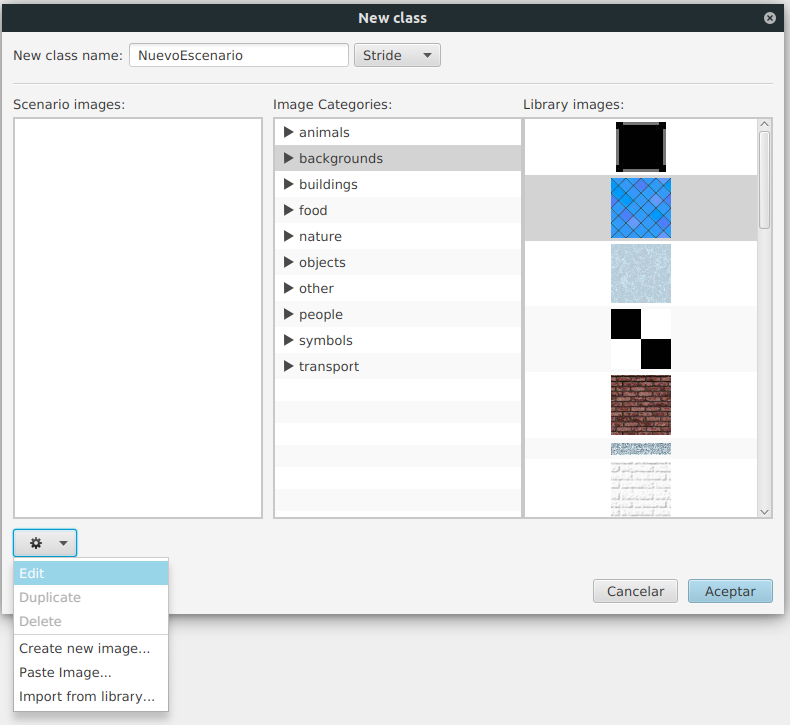 New class
New class name: NuevoEscenario Stride
Scenario images: Image Categories: Library images:
animals
backgrounds
buildings
food
nature
objects
other
people
symbols
transport
Edit
Duplicate
Delete
Create new image...
Paste Image...
Import from library...
Cancelar Aceptar